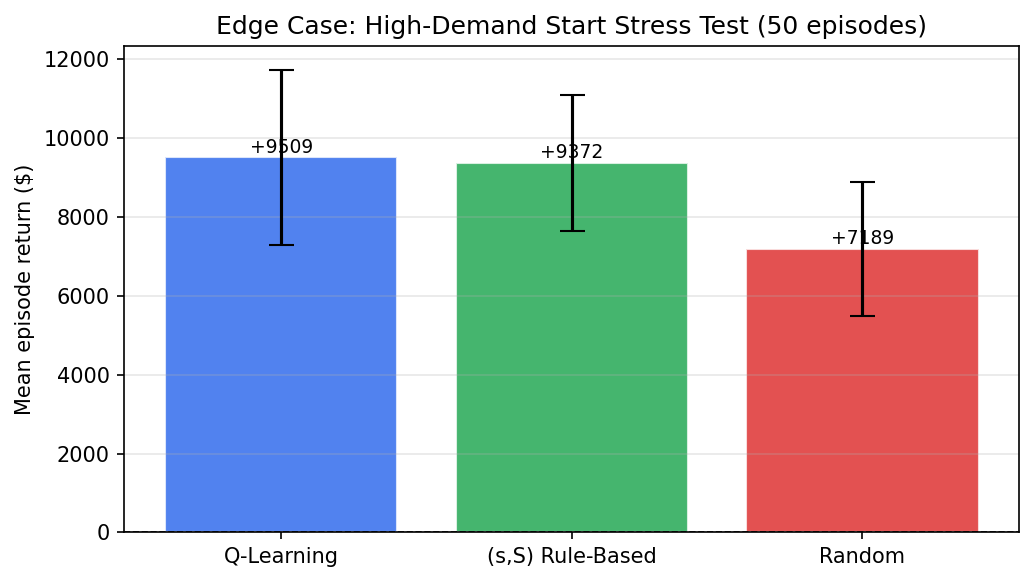 Edge Case: High-Demand Start Stress Test (50 episodes)
Mean episode return ($)
12000
10000
8000
6000
4000
2000
0
+9509
+9372
+7189
Q-Learning
(s,S) Rule-Based
Random